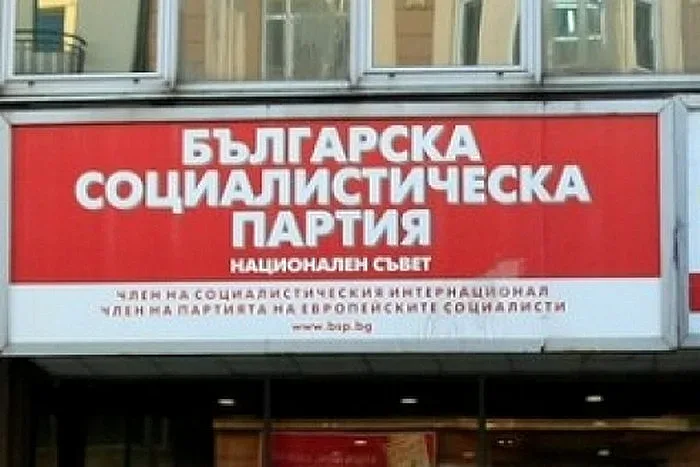 БЪЛГАРСКА
СОЦИАЛИСТИЧЕСКА
ПАРТИЯ
НАЦИОНАЛЕН СЪВЕТ
ЧЛЕН НА СОЦИАЛИСТИЧЕСКИЯ ИНТЕРНАЦИОНАЛ
ЧЛЕН НА ПАРТИЯТА НА ЕВРОПЕЙСКИТЕ СОЦИАЛИСТИ
www.bsp.bg